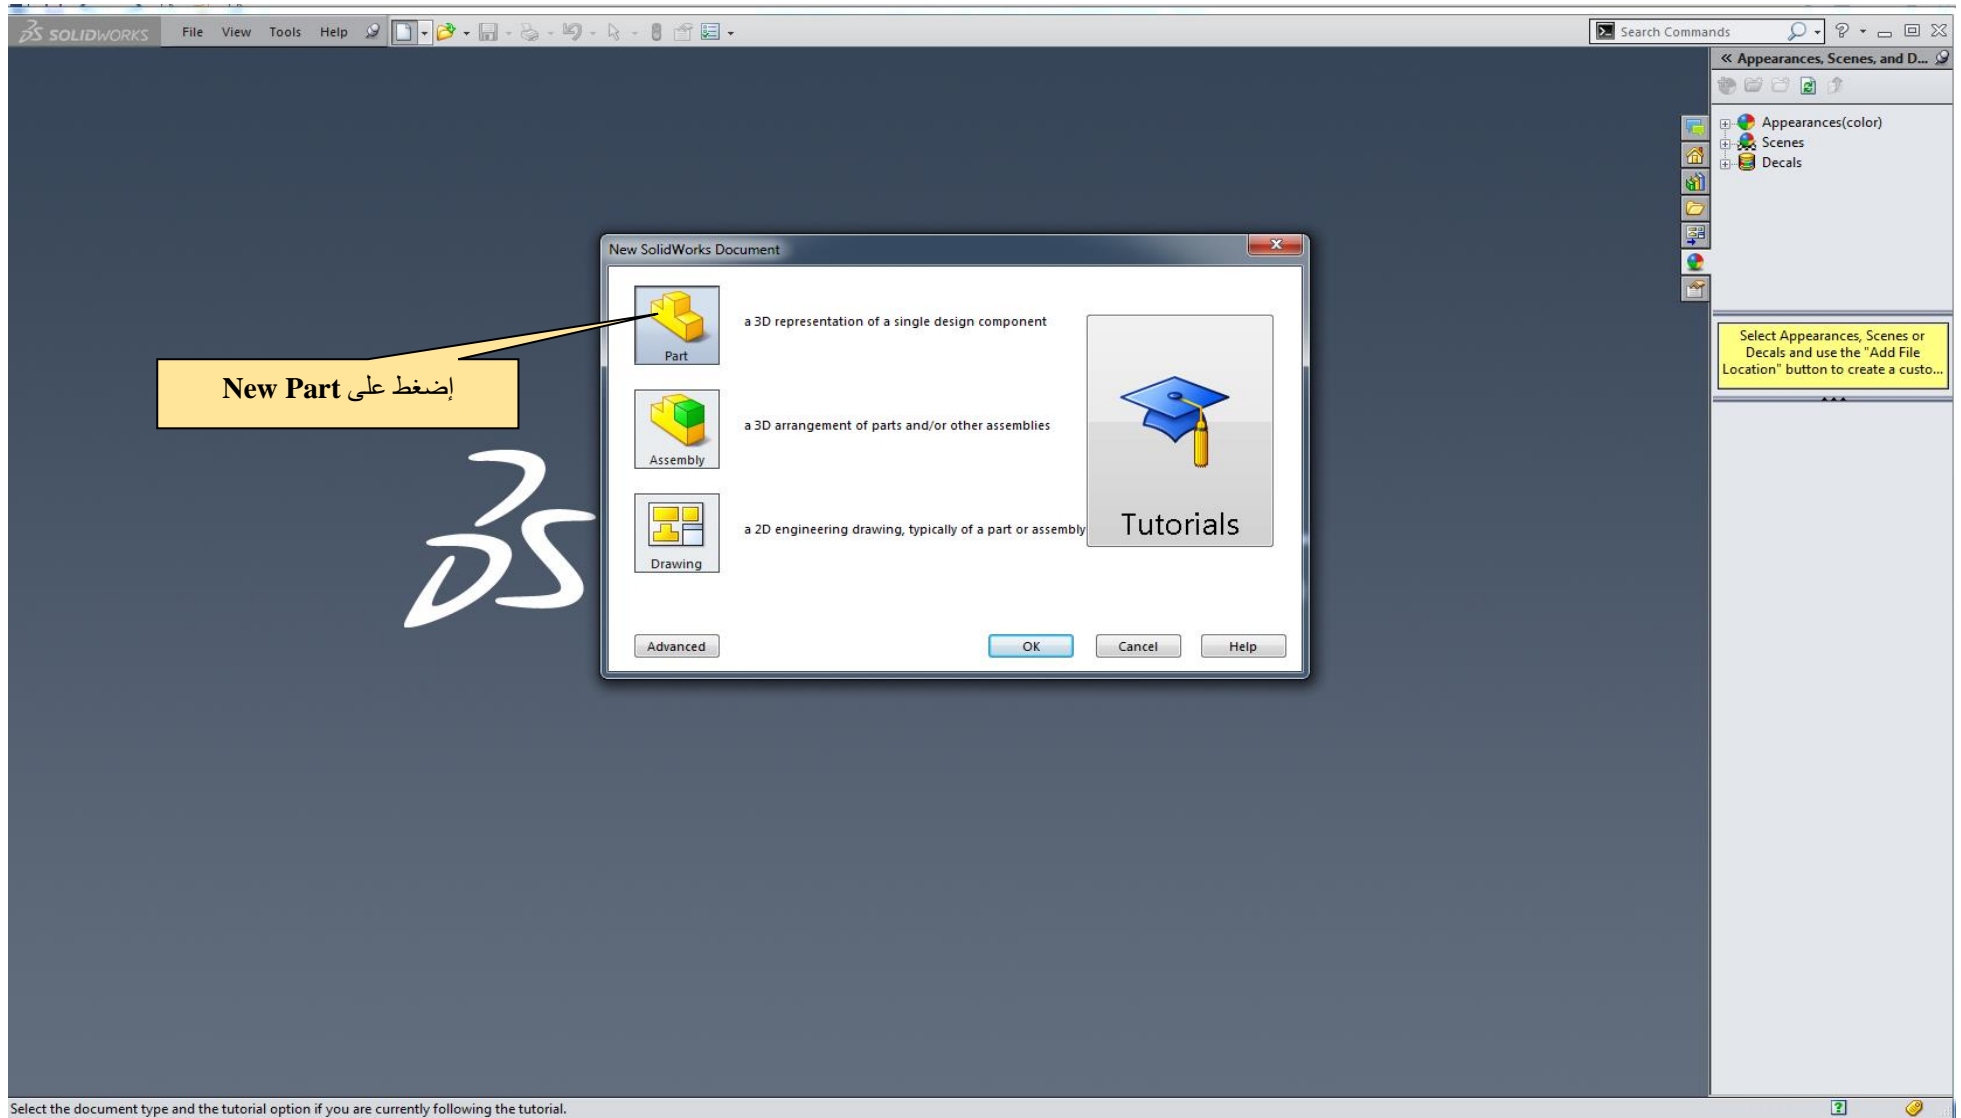 SOLIDWORKS File View Tools Help Search Commands
« Appearances, Scenes, and D...
Appearances(color)
Scenes
Decals
New SolidWorks Document
a 3D representation of a single design component
Part
إضغط على New Part
a 3D arrangement of parts and/or other assemblies
Assembly
a 2D engineering drawing, typically of a part or assembly
Drawing
Tutorials
Advanced OK Cancel Help
Select Appearances, Scenes or
Decals and use the "Add File
Location" button to create a custo...
Select the document type and the tutorial option if you are currently following the tutorial.